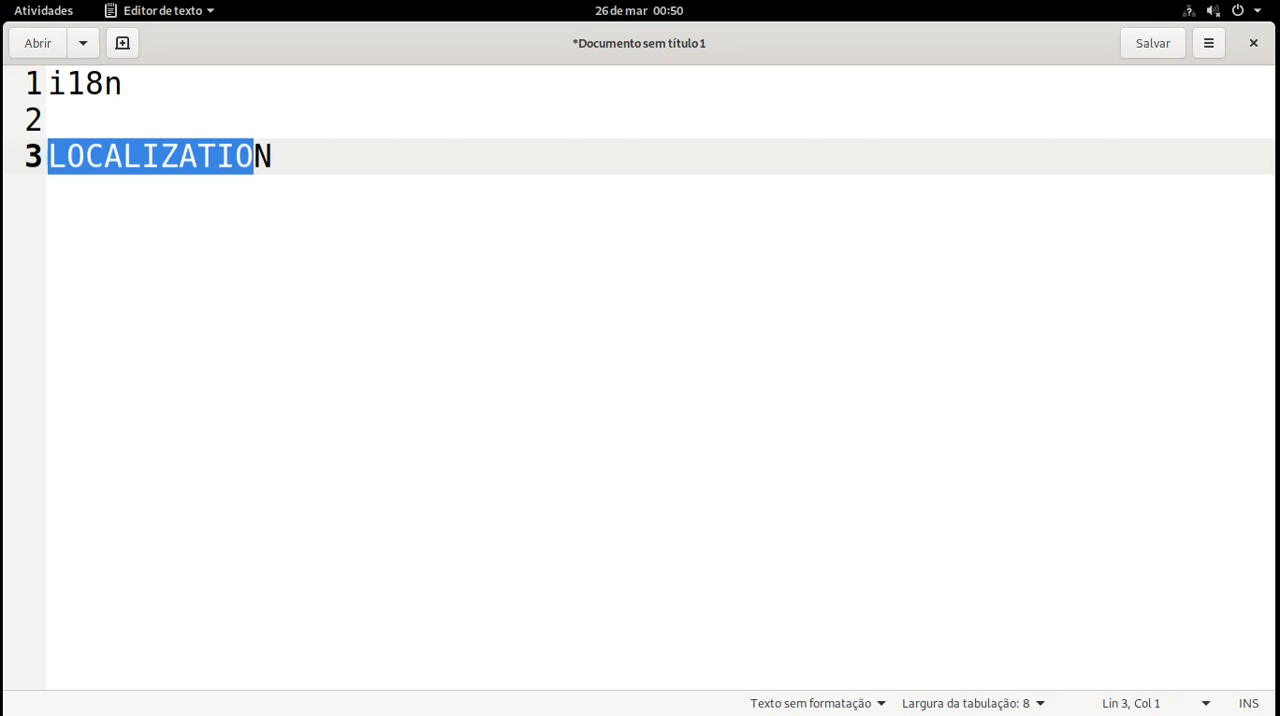 Atividades Editor de texto 26 de mar 00:50
Abrir *Documento sem título 1 Salvar
1 i18n
2
3 LOCALIZATION
Texto sem formatação Largura da tabulação: 8 Lin 3, Col 1 INS